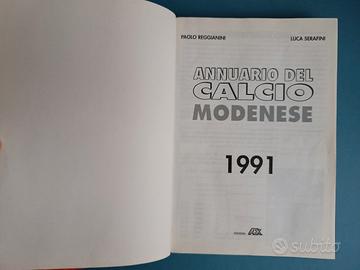 PAOLO REGGIANINI LUCA SERAFINI
ANNUARIO DEL
CALCIO
MODENESE
1991
subito